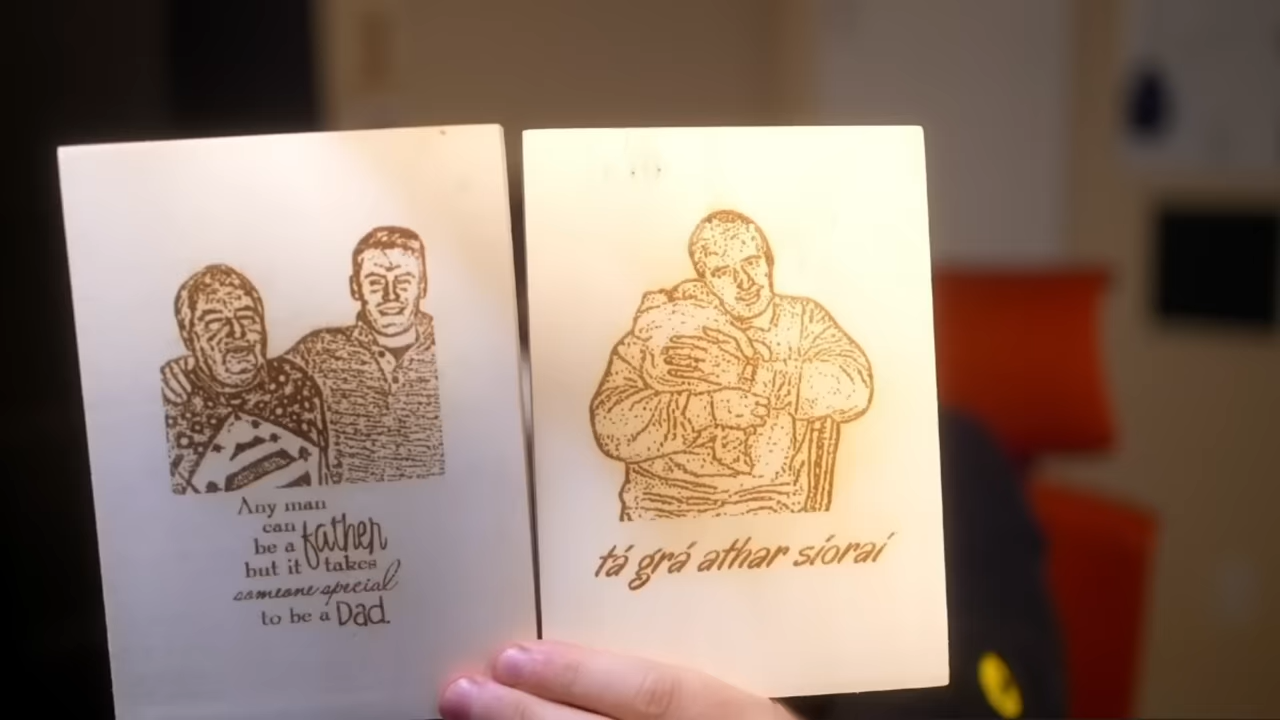 Any man
can
be a father
but it takes
someone special
to be a Dad.
tá grá athar síoraí